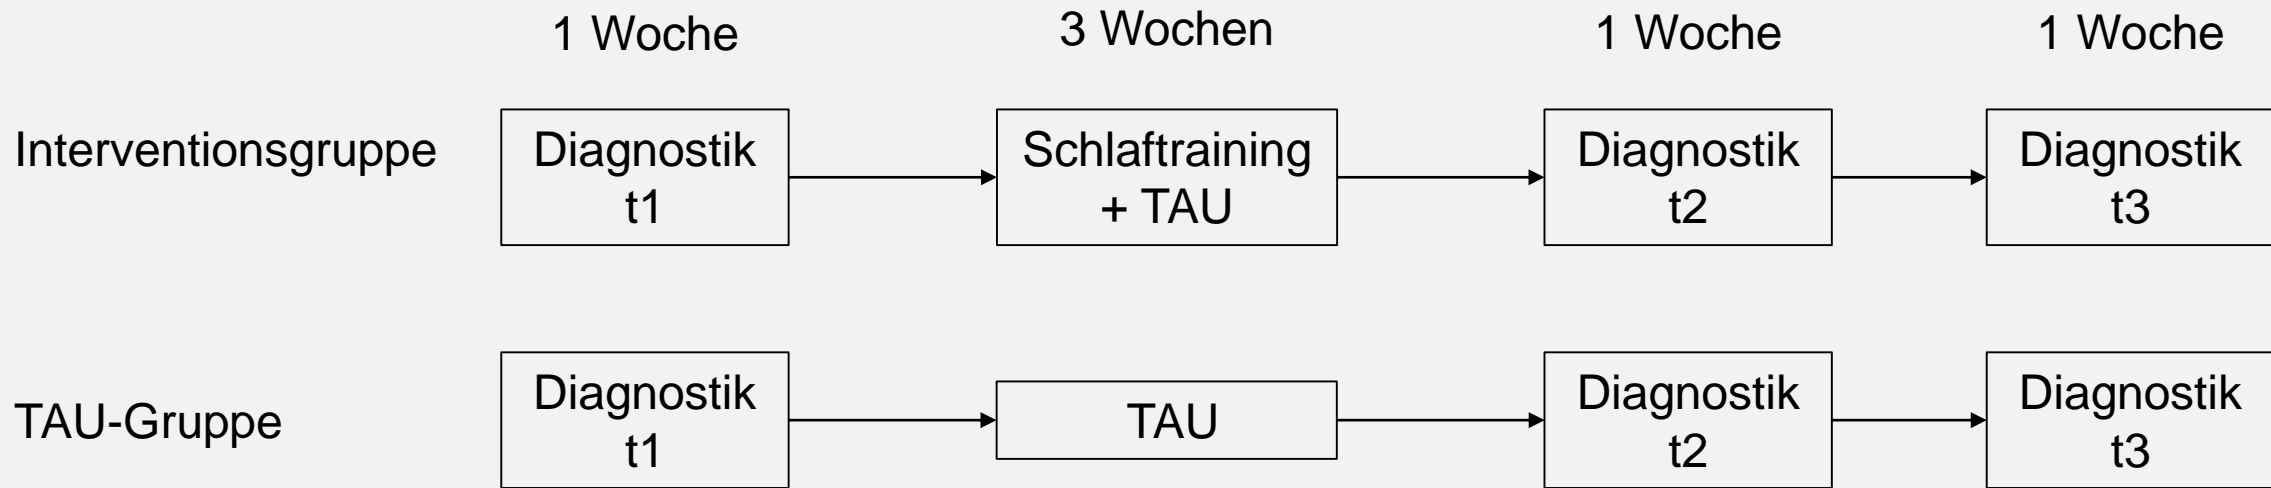 1 Woche
3 Wochen
1 Woche
1 Woche
Interventionsgruppe
Diagnostik
t1
Schlaftraining
+ TAU
Diagnostik
t2
Diagnostik
t3
TAU-Gruppe
Diagnostik
t1
TAU
Diagnostik
t2
Diagnostik
t3